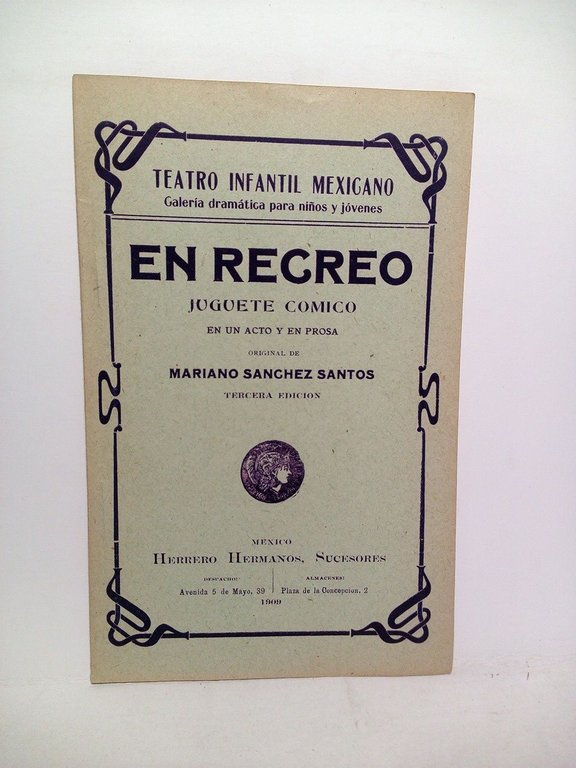 TEATRO INFANTIL MEXICANO
Galería dramática para niños y jóvenes
EN RECREO
JUGUETE COMICO
EN UN ACTO Y EN PROSA
ORIGINAL DE
MARIANO SANCHEZ SANTOS
TERCERA EDICION
MEXICO
HERRERO HERMANOS, SUCESORES
DESPACHO: ALMACENES:
Avenida 5 de Mayo, 39 Plaza de la Concepcion, 2
1909